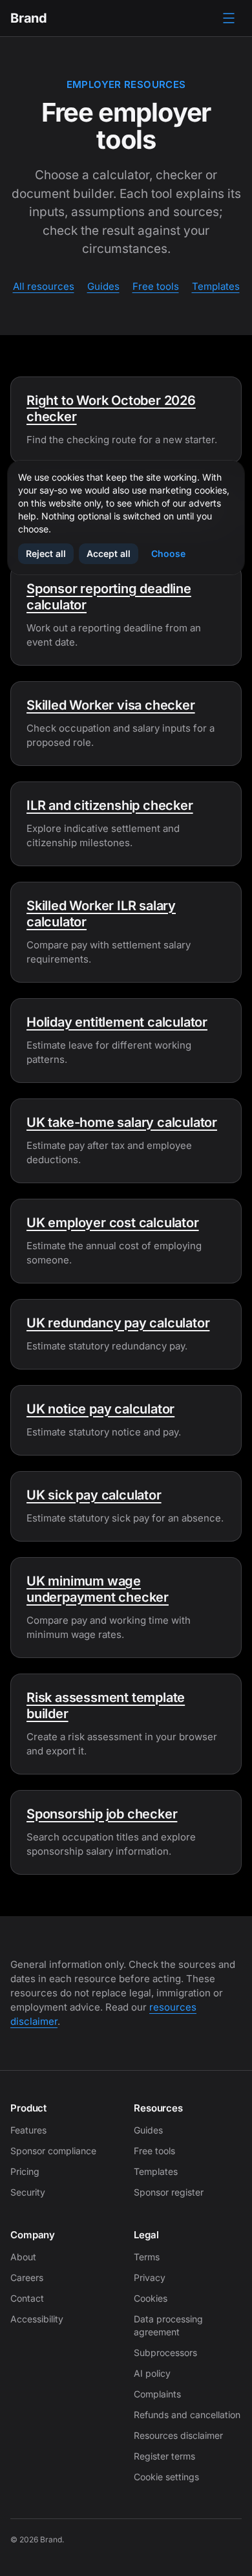 Brand
EMPLOYER RESOURCES
Free employer
tools
Choose a calculator, checker or
document builder. Each tool explains its
inputs, assumptions and sources;
check the result against your
circumstances.
All resources Guides Free tools Templates
Right to Work October 2026
checker
Find the checking route for a new starter.
We use cookies that keep the site working. With
your say-so we would also use marketing cookies,
on this website only, to see which of our adverts
help. Nothing optional is switched on until you
choose.
Reject all Accept all Choose
Sponsor reporting deadline
calculator
Work out a reporting deadline from an
event date.
Skilled Worker visa checker
Check occupation and salary inputs for a
proposed role.
ILR and citizenship checker
Explore indicative settlement and
citizenship milestones.
Skilled Worker ILR salary
calculator
Compare pay with settlement salary
requirements.
Holiday entitlement calculator
Estimate leave for different working
patterns.
UK take-home salary calculator
Estimate pay after tax and employee
deductions.
UK employer cost calculator
Estimate the annual cost of employing
someone.
UK redundancy pay calculator
Estimate statutory redundancy pay.
UK notice pay calculator
Estimate statutory notice and pay.
UK sick pay calculator
Estimate statutory sick pay for an absence.
UK minimum wage
underpayment checker
Compare pay and working time with
minimum wage rates.
Risk assessment template
builder
Create a risk assessment in your browser
and export it.
Sponsorship job checker
Search occupation titles and explore
sponsorship salary information.
General information only. Check the sources and
dates in each resource before acting. These
resources do not replace legal, immigration or
employment advice. Read our resources
disclaimer.
Product
Features
Sponsor compliance
Pricing
Security
Resources
Guides
Free tools
Templates
Sponsor register
Company
About
Careers
Contact
Accessibility
Legal
Terms
Privacy
Cookies
Data processing
agreement
Subprocessors
AI policy
Complaints
Refunds and cancellation
Resources disclaimer
Register terms
Cookie settings
© 2026 Brand.